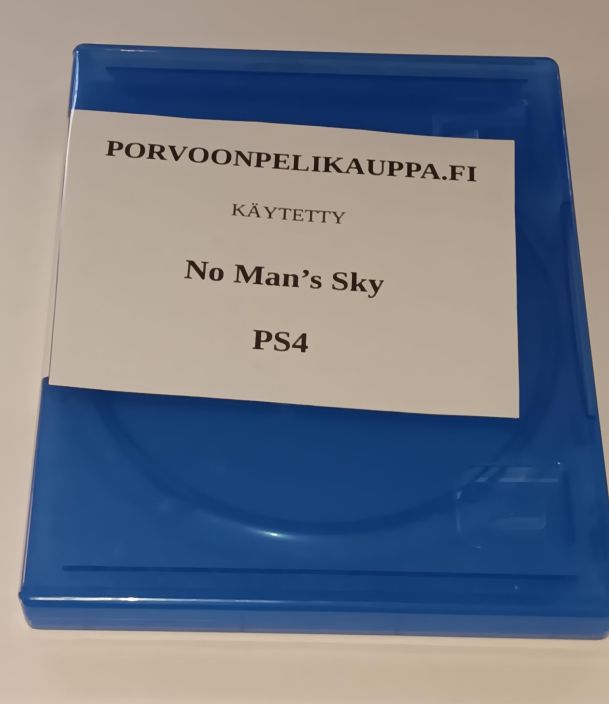 PORVOONPELIKAUPPA.FI
KÄYTETTY
No Man’s Sky
PS4